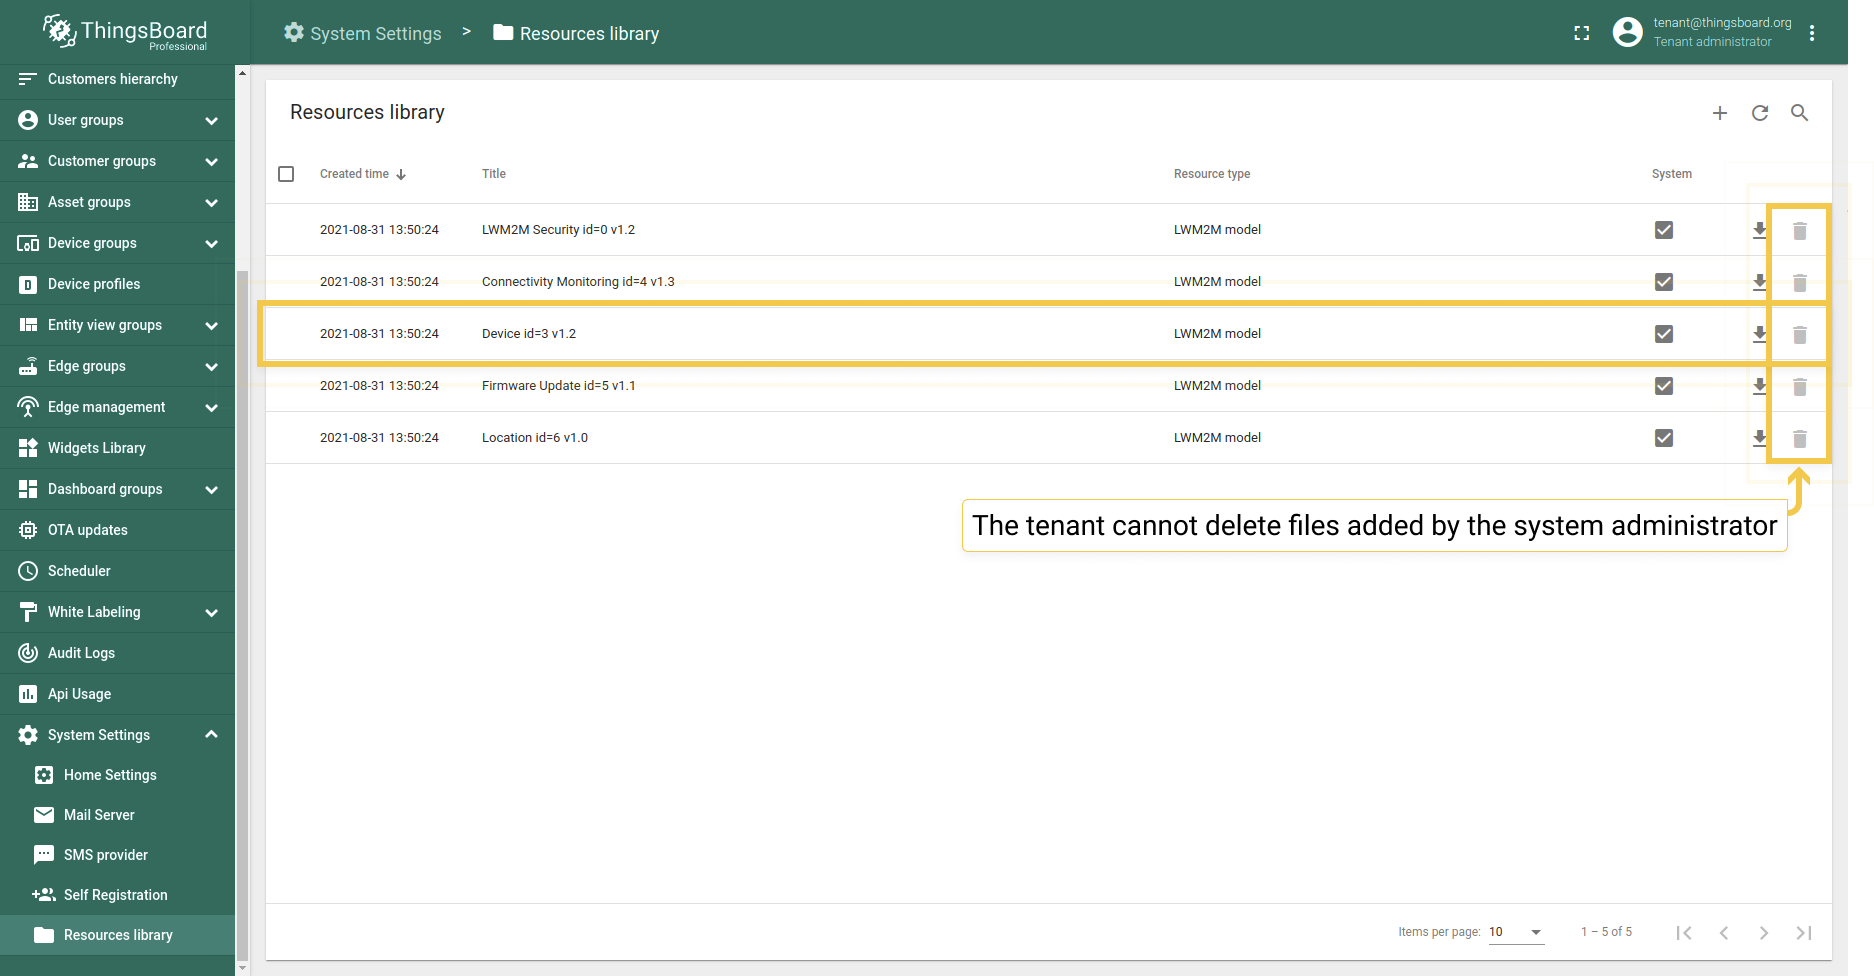 ThingsBoard
Professional
System Settings > Resources library
tenant@thingsboard.org
Tenant administrator
Customers hierarchy
User groups
Customer groups
Asset groups
Device groups
Device profiles
Entity view groups
Edge groups
Edge management
Widgets Library
Dashboard groups
OTA updates
Scheduler
White Labeling
Audit Logs
Api Usage
System Settings
Home Settings
Mail Server
SMS provider
Self Registration
Resources library
Resources library
Created time Title Resource type System
2021-08-31 13:50:24 LWM2M Security id=0 v1.2 LWM2M model
2021-08-31 13:50:24 Connectivity Monitoring id=4 v1.3 LWM2M model
2021-08-31 13:50:24 Device id=3 v1.2 LWM2M model
2021-08-31 13:50:24 Firmware Update id=5 v1.1 LWM2M model
2021-08-31 13:50:24 Location id=6 v1.0 LWM2M model
The tenant cannot delete files added by the system administrator
Items per page: 10 1 – 5 of 5